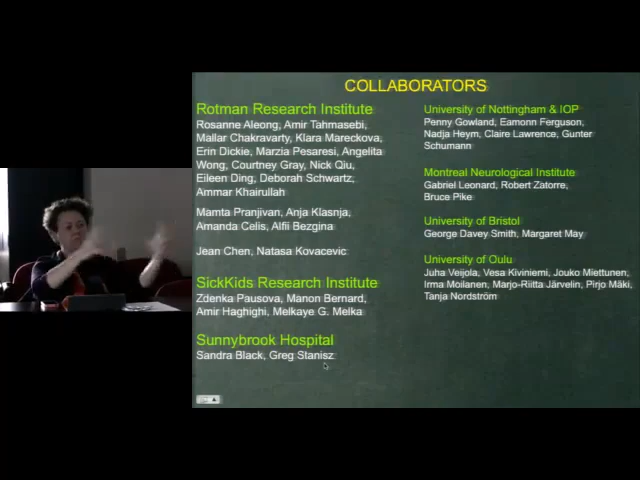 COLLABORATORS
Rotman Research Institute
Rosanne Aleong, Amir Tahmasebi,
Mallar Chakravarty, Klara Mareckova,
Erin Dickie, Marzia Pesaresi, Angelita
Wong, Courtney Gray, Nick Qiu,
Eileen Ding, Deborah Schwartz,
Ammar Khairullah
Mamta Pranjivan, Anja Klasnja,
Amanda Celis, Alfii Bezgina
Jean Chen, Natasa Kovacevic
SickKids Research Institute
Zdenka Pausova, Manon Bernard,
Amir Haghighi, Melkaye G. Melka
Sunnybrook Hospital
Sandra Black, Greg Stanisz
University of Nottingham & IOP
Penny Gowland, Eamonn Ferguson,
Nadja Heym, Claire Lawrence, Gunter
Schumann
Montreal Neurological Institute
Gabriel Leonard, Robert Zatorre,
Bruce Pike
University of Bristol
George Davey Smith, Margaret May
University of Oulu
Juha Veijola, Vesa Kiviniemi, Jouko Miettunen,
Irma Moilanen, Marjo-Riitta Järvelin, Pirjo Mäki,
Tanja Nordström